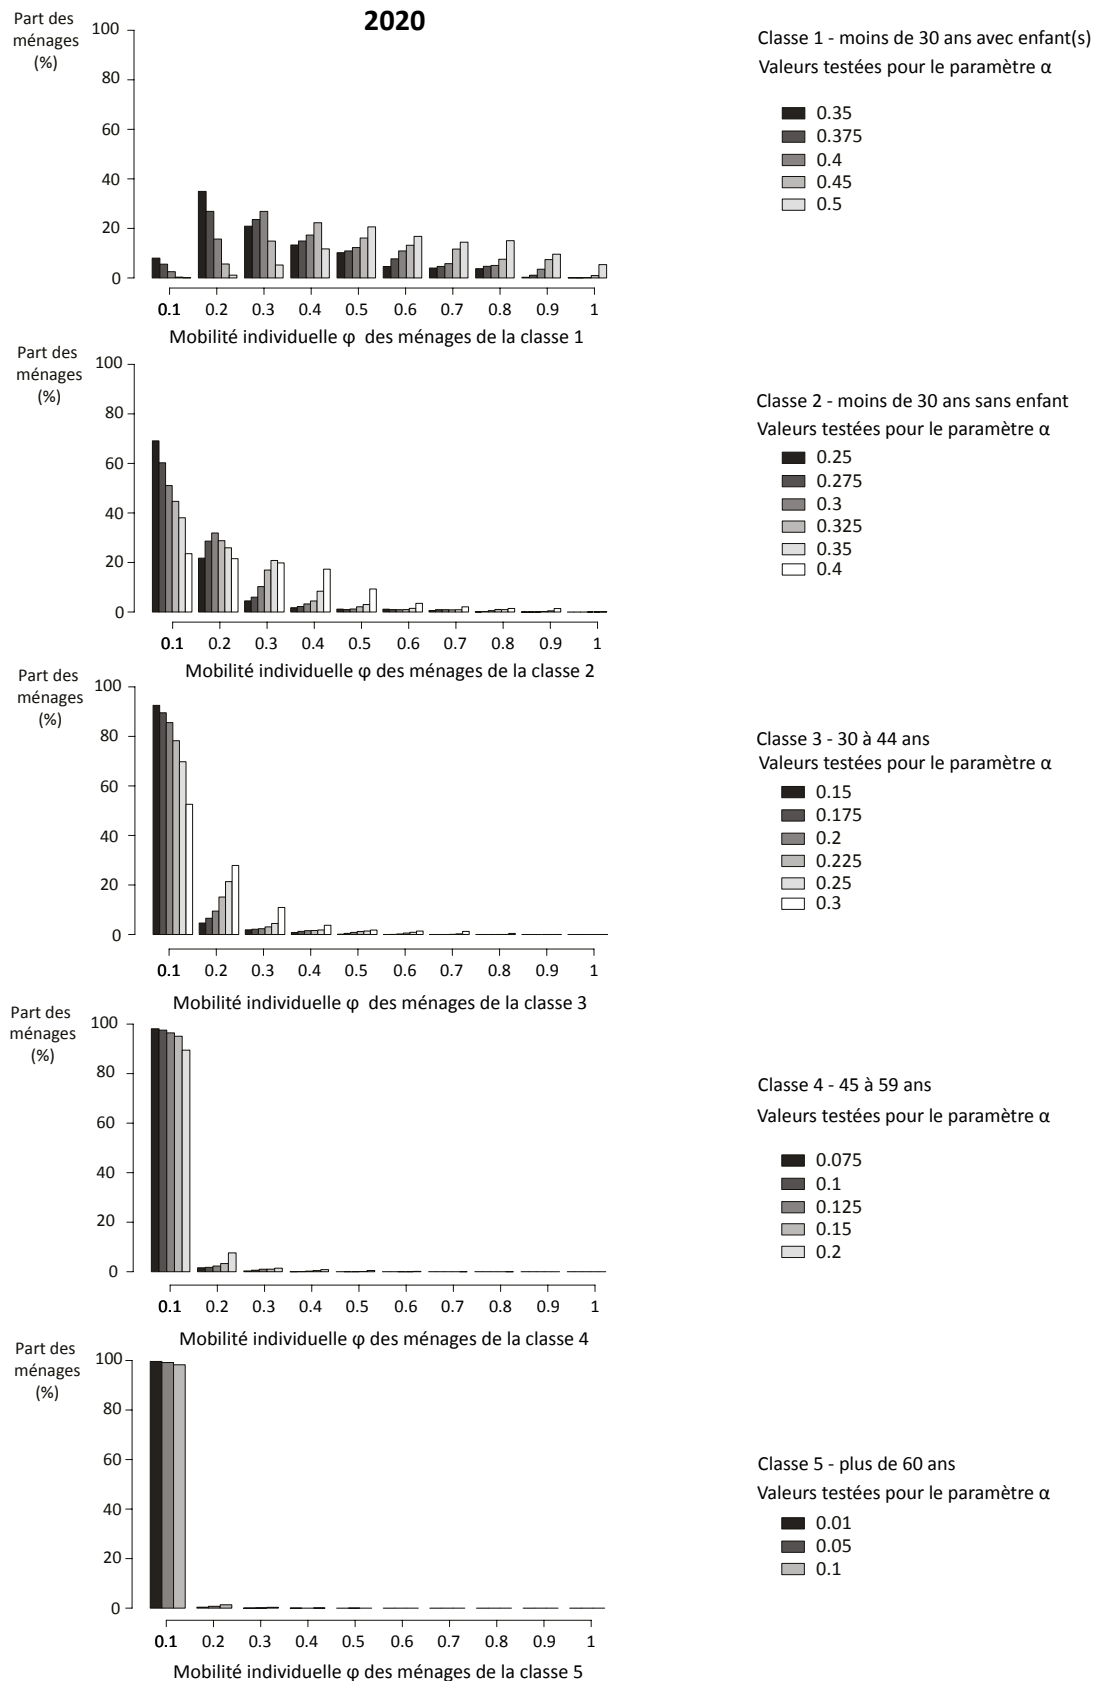 2020
Part des
ménages
(%)
100
80
60
40
20
0
0.1 0.2 0.3 0.4 0.5 0.6 0.7 0.8 0.9 1
Mobilité individuelle φ des ménages de la classe 1
Classe 1 - moins de 30 ans avec enfant(s)
Valeurs testées pour le paramètre α
0.35
0.375
0.4
0.45
0.5
Part des
ménages
(%)
100
80
60
40
20
0
0.1 0.2 0.3 0.4 0.5 0.6 0.7 0.8 0.9 1
Mobilité individuelle φ des ménages de la classe 2
Classe 2 - moins de 30 ans sans enfant
Valeurs testées pour le paramètre α
0.25
0.275
0.3
0.325
0.35
0.4
Part des
ménages
(%)
100
80
60
40
20
0
0.1 0.2 0.3 0.4 0.5 0.6 0.7 0.8 0.9 1
Mobilité individuelle φ des ménages de la classe 3
Classe 3 - 30 à 44 ans
Valeurs testées pour le paramètre α
0.15
0.175
0.2
0.225
0.25
0.3
Part des
ménages
(%)
100
80
60
40
20
0
0.1 0.2 0.3 0.4 0.5 0.6 0.7 0.8 0.9 1
Mobilité individuelle φ des ménages de la classe 4
Classe 4 - 45 à 59 ans
Valeurs testées pour le paramètre α
0.075
0.1
0.125
0.15
0.2
Part des
ménages
(%)
100
80
60
40
20
0
0.1 0.2 0.3 0.4 0.5 0.6 0.7 0.8 0.9 1
Mobilité individuelle φ des ménages de la classe 5
Classe 5 - plus de 60 ans
Valeurs testées pour le paramètre α
0.01
0.05
0.1